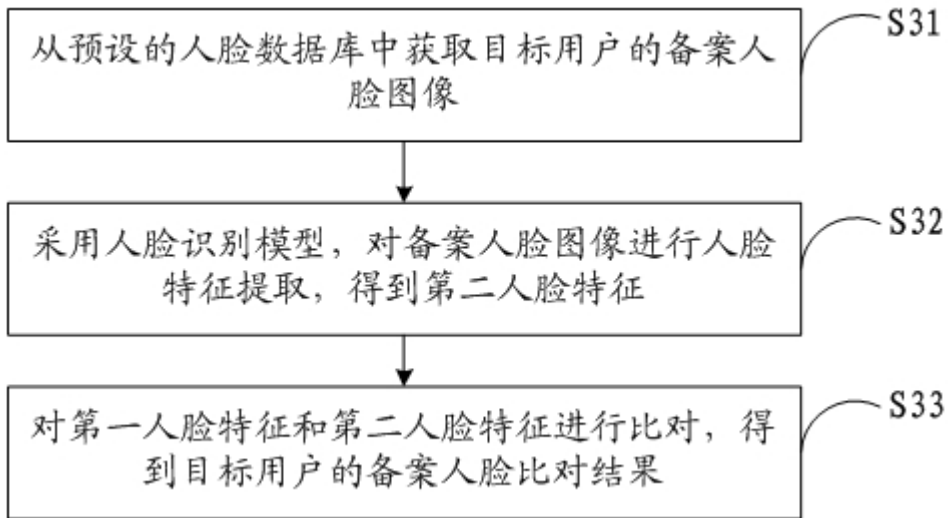 从预设的人脸数据库中获取目标用户的备案人
脸图像
S31
采用人脸识别模型，对备案人脸图像进行人脸
特征提取，得到第二人脸特征
S32
对第一人脸特征和第二人脸特征进行比对，得
到目标用户的备案人脸比对结果
S33